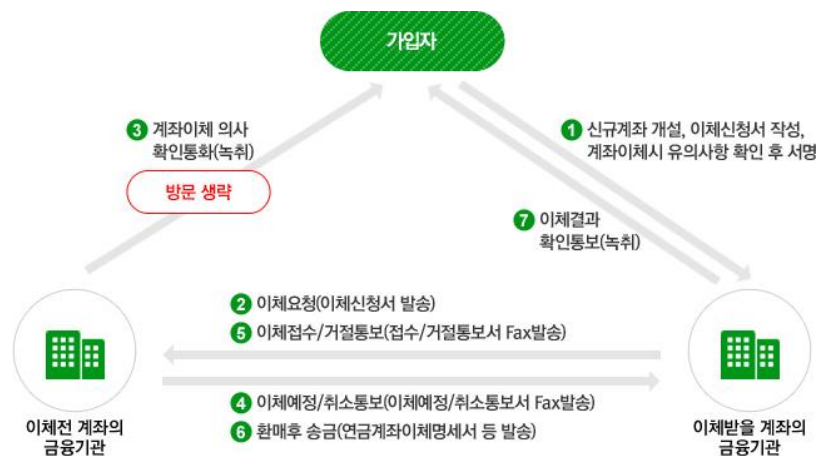 가입자
3 계좌이체 의사
확인통화(녹취)
방문 생략
1 신규계좌 개설, 이체신청서 작성,
계좌이체시 유의사항 확인 후 서명
7 이체결과
확인통보(녹취)
2 이체요청(이체신청서 발송)
5 이체접수/거절통보(접수/거절통보서 Fax발송)
4 이체예정/취소통보(이체예정/취소통보서 Fax발송)
6 환매후 송금(연금계좌이체명세서 등 발송)
이체전 계좌의
금융기관
이체받을 계좌의
금융기관